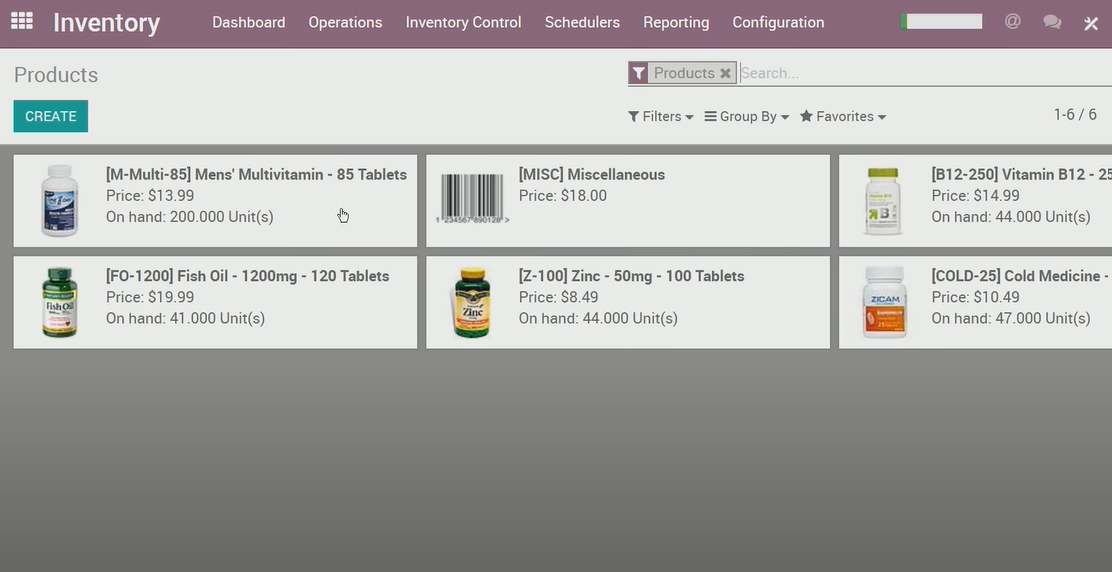 Inventory
Dashboard
Operations
Inventory Control
Schedulers
Reporting
Configuration
@
Products
Products
Search...
CREATE
Filters
Group By
Favorites
1-6 / 6
[M-Multi-85] Mens' Multivitamin - 85 Tablets
Price: $13.99
On hand: 200.000 Unit(s)
[MISC] Miscellaneous
Price: $18.00
1 234567 890128 >
[B12-250] Vitamin B12 - 25
Price: $14.99
On hand: 44.000 Unit(s)
B
[FO-1200] Fish Oil - 1200mg - 120 Tablets
Price: $19.99
On hand: 41.000 Unit(s)
Fish Oil
[Z-100] Zinc - 50mg - 100 Tablets
Price: $8.49
On hand: 44.000 Unit(s)
Zinc
[COLD-25] Cold Medicine -
Price: $10.49
On hand: 47.000 Unit(s)
ZICAM